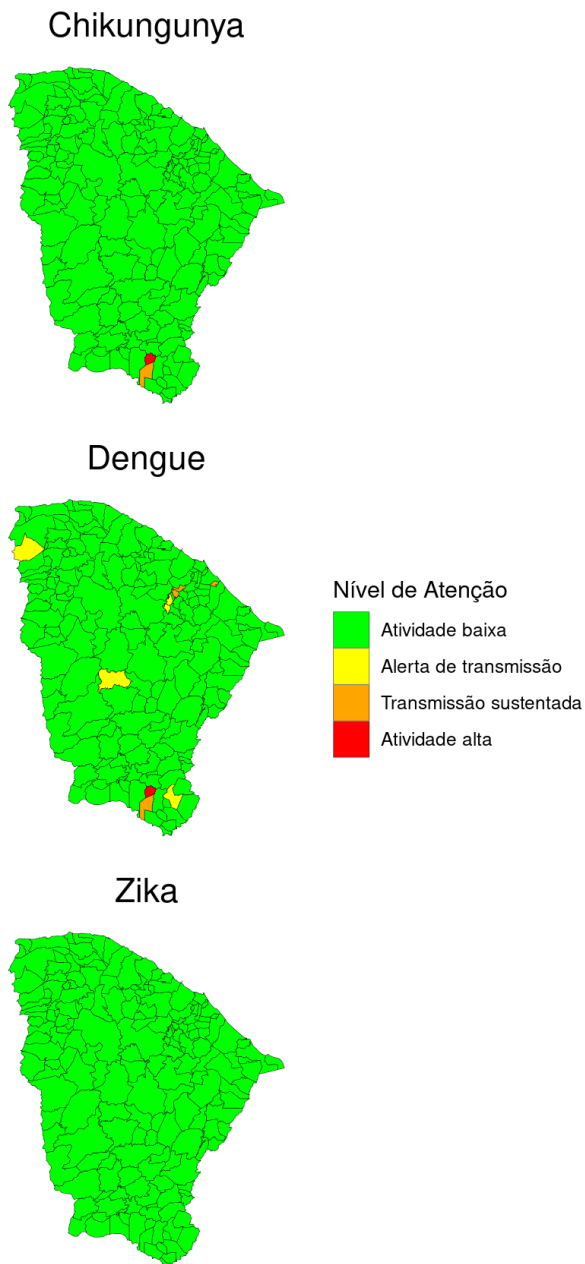 Chikungunya
Dengue
Nível de Atenção
Atividade baixa
Alerta de transmissão
Transmissão sustentada
Atividade alta
Zika